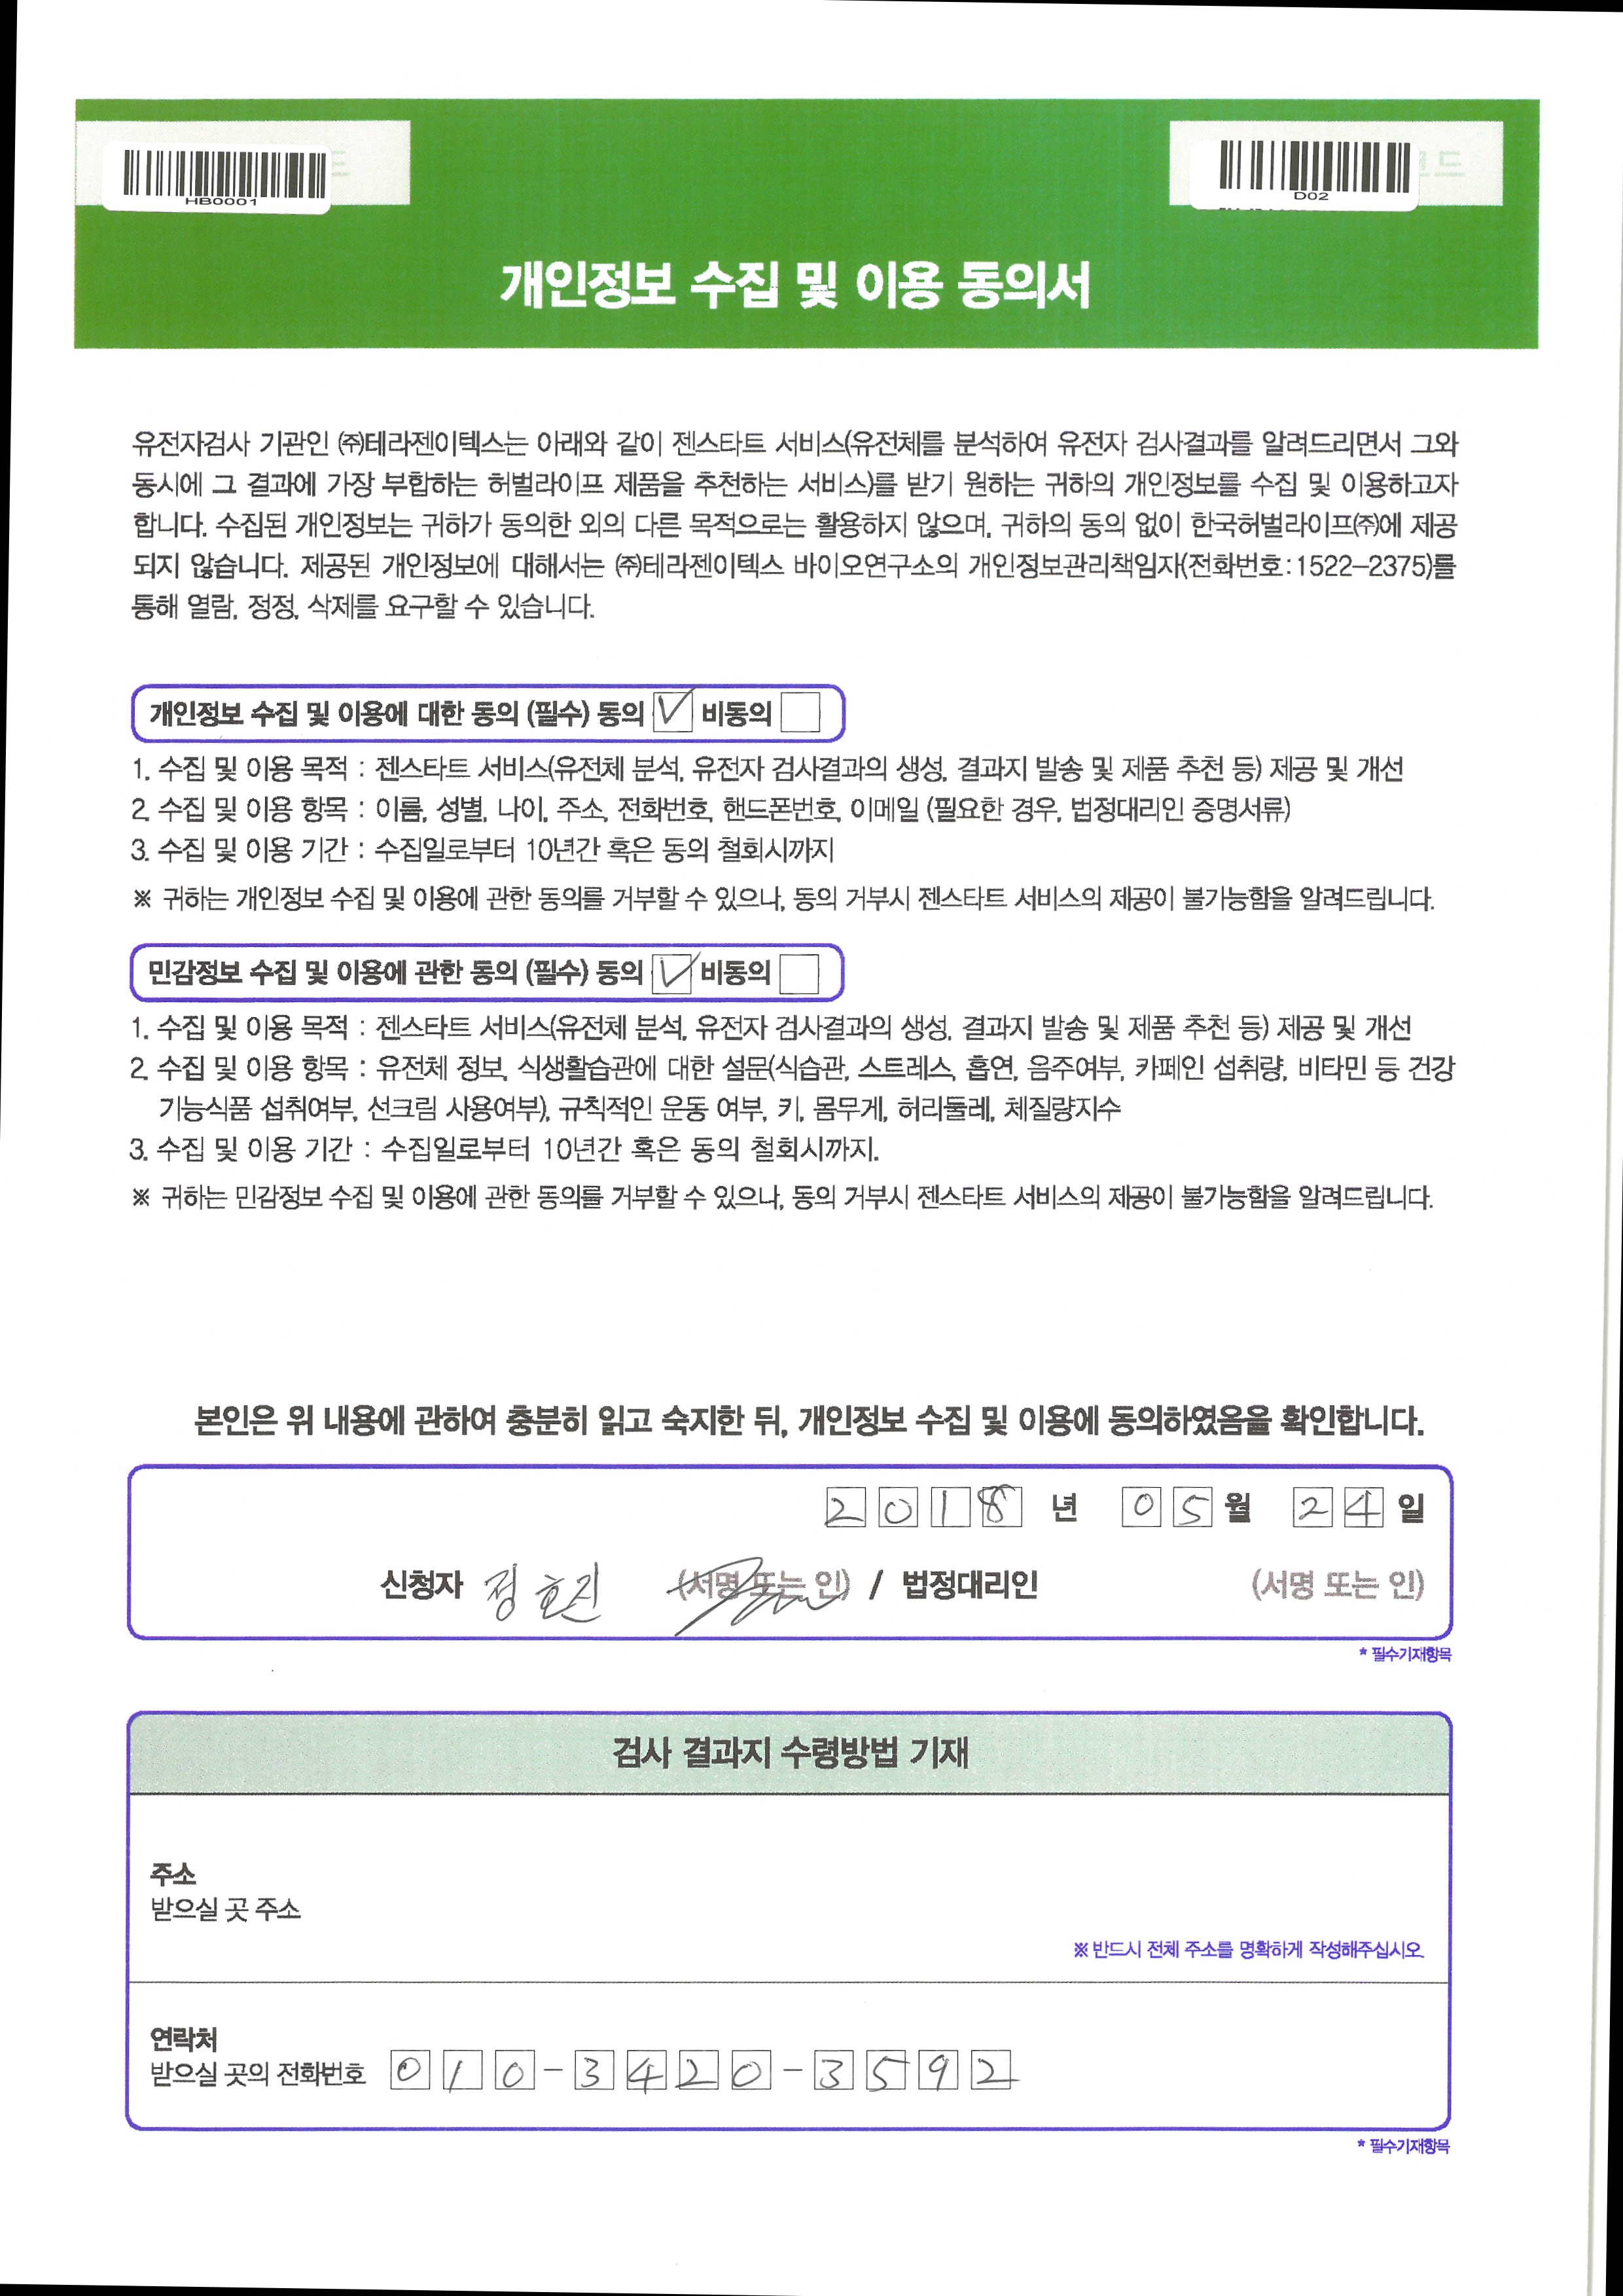 HB0001
D02
개인정보 수집 및 이용 동의서
유전자검사 기관인 ㈜테라젠이텍스는 아래와 같이 젠스타트 서비스(유전체를 분석하여 유전자 검사결과를 알려드리면서 그와
동시에 그 결과에 가장 부합하는 허벌라이프 제품을 추천하는 서비스)를 받기 원하는 귀하의 개인정보를 수집 및 이용하고자
합니다. 수집된 개인정보는 귀하가 동의한 외의 다른 목적으로는 활용하지 않으며, 귀하의 동의 없이 한국허벌라이프㈜에 제공
되지 않습니다. 제공된 개인정보에 대해서는 ㈜테라젠이텍스 바이오연구소의 개인정보관리책임자(전화번호:1522-2375)를
통해 열람, 정정, 삭제를 요구할 수 있습니다.
개인정보 수집 및 이용에 대한 동의 (필수) 동의 ✓ 비동의
1. 수집 및 이용 목적 : 젠스타트 서비스(유전체 분석, 유전자 검사결과의 생성, 결과지 발송 및 제품 추천 등) 제공 및 개선
2. 수집 및 이용 항목 : 이름, 성별, 나이, 주소, 전화번호, 핸드폰번호, 이메일 (필요한 경우, 법정대리인 증명서류)
3. 수집 및 이용 기간 : 수집일로부터 10년간 혹은 동의 철회시까지
※ 귀하는 개인정보 수집 및 이용에 관한 동의를 거부할 수 있으나, 동의 거부시 젠스타트 서비스의 제공이 불가능함을 알려드립니다.
민감정보 수집 및 이용에 관한 동의 (필수) 동의 ✓ 비동의
1. 수집 및 이용 목적 : 젠스타트 서비스(유전체 분석, 유전자 검사결과의 생성, 결과지 발송 및 제품 추천 등) 제공 및 개선
2. 수집 및 이용 항목 : 유전체 정보, 식생활습관에 대한 설문(식습관, 스트레스, 흡연, 음주여부, 카페인 섭취량, 비타민 등 건강
기능식품 섭취여부, 선크림 사용여부), 규칙적인 운동 여부, 키, 몸무게, 허리둘레, 체질량지수
3. 수집 및 이용 기간 : 수집일로부터 10년간 혹은 동의 철회시까지.
※ 귀하는 민감정보 수집 및 이용에 관한 동의를 거부할 수 있으나, 동의 거부시 젠스타트 서비스의 제공이 불가능함을 알려드립니다.
본인은 위 내용에 관하여 충분히 읽고 숙지한 뒤, 개인정보 수집 및 이용에 동의하였음을 확인합니다.
2018 년 05 월 24 일
신청자 정호진 (서명 또는 인) / 법정대리인 (서명 또는 인)
* 필수기재항목
검사 결과지 수령방법 기재
주소
받으실 곳 주소
※ 반드시 전체 주소를 명확하게 작성해주십시오.
연락처
받으실 곳의 전화번호 010-3420-3592
* 필수기재항목